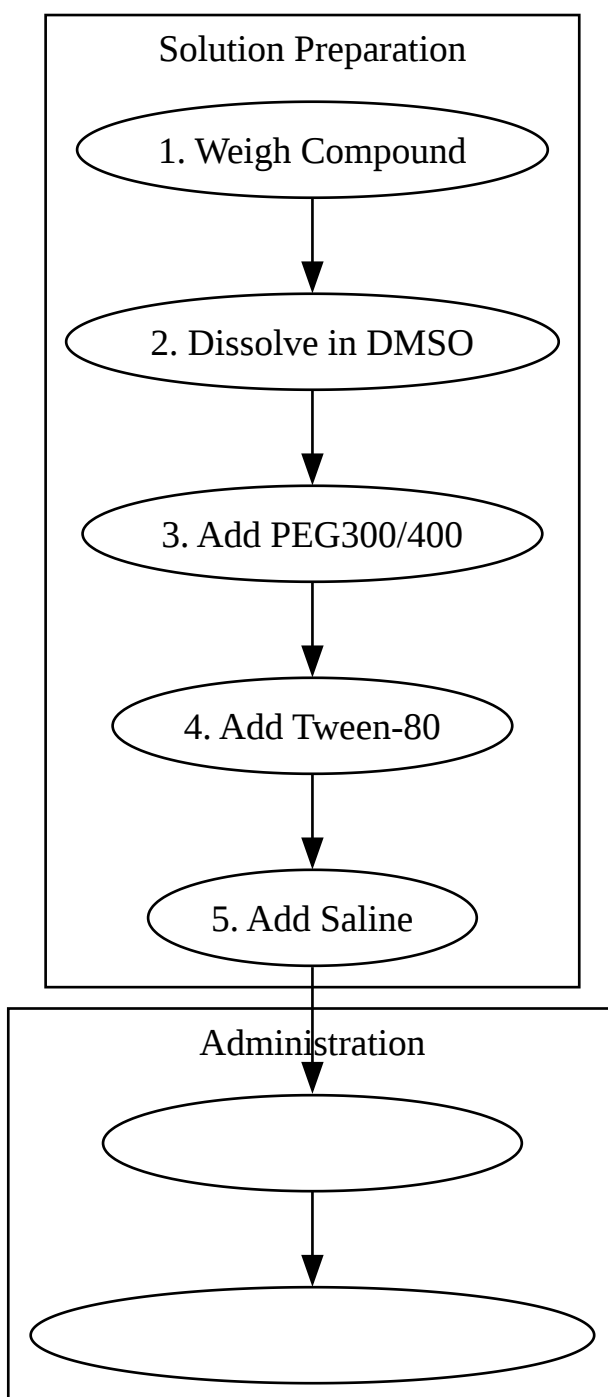 Solution Preparation
1. Weigh Compound
2. Dissolve in DMSO
3. Add PEG300/400
4. Add Tween-80
5. Add Saline
Administration